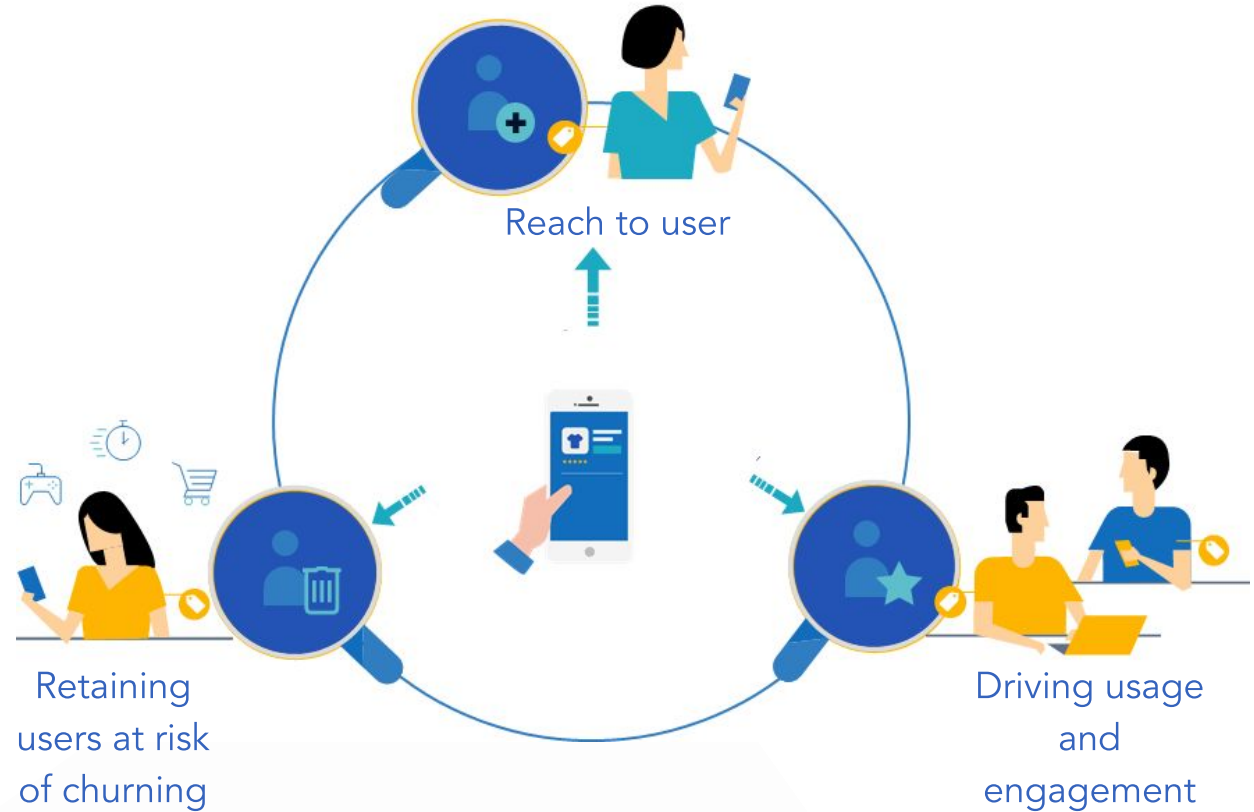 Reach to user
Retaining
users at risk
of churning
Driving usage
and
engagement